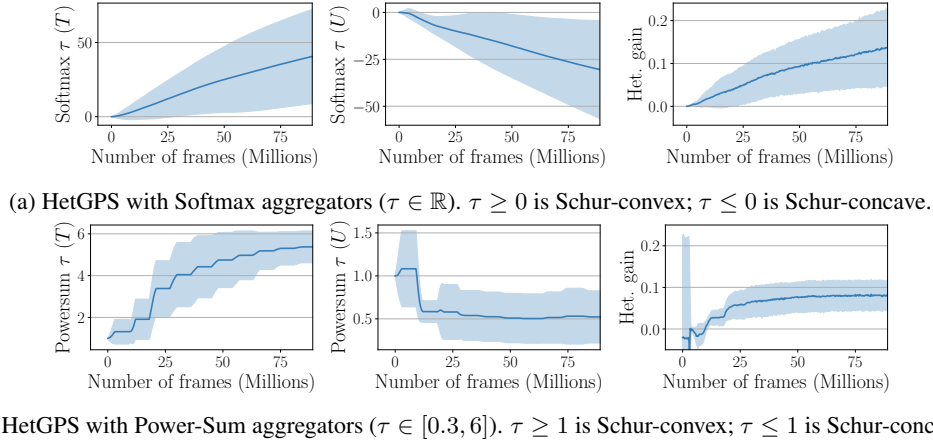 50
0
Softmax τ (T)
0 25 50 75
Number of frames (Millions)
0
−25
−50
Softmax τ (U)
0 25 50 75
Number of frames (Millions)
0.2
0.1
0.0
Het. gain
0 25 50 75
Number of frames (Millions)
(a) HetGPS with Softmax aggregators (τ ∈ ℝ). τ ≥ 0 is Schur-convex; τ ≤ 0 is Schur-concave.
6
4
2
Powersum τ (T)
0 25 50 75
Number of frames (Millions)
1.5
1.0
0.5
Powersum τ (U)
0 25 50 75
Number of frames (Millions)
0.2
0.1
0.0
Het. gain
0 25 50 75
Number of frames (Millions)
HetGPS with Power-Sum aggregators (τ ∈ [0.3, 6]). τ ≥ 1 is Schur-convex; τ ≤ 1 is Schur-conc